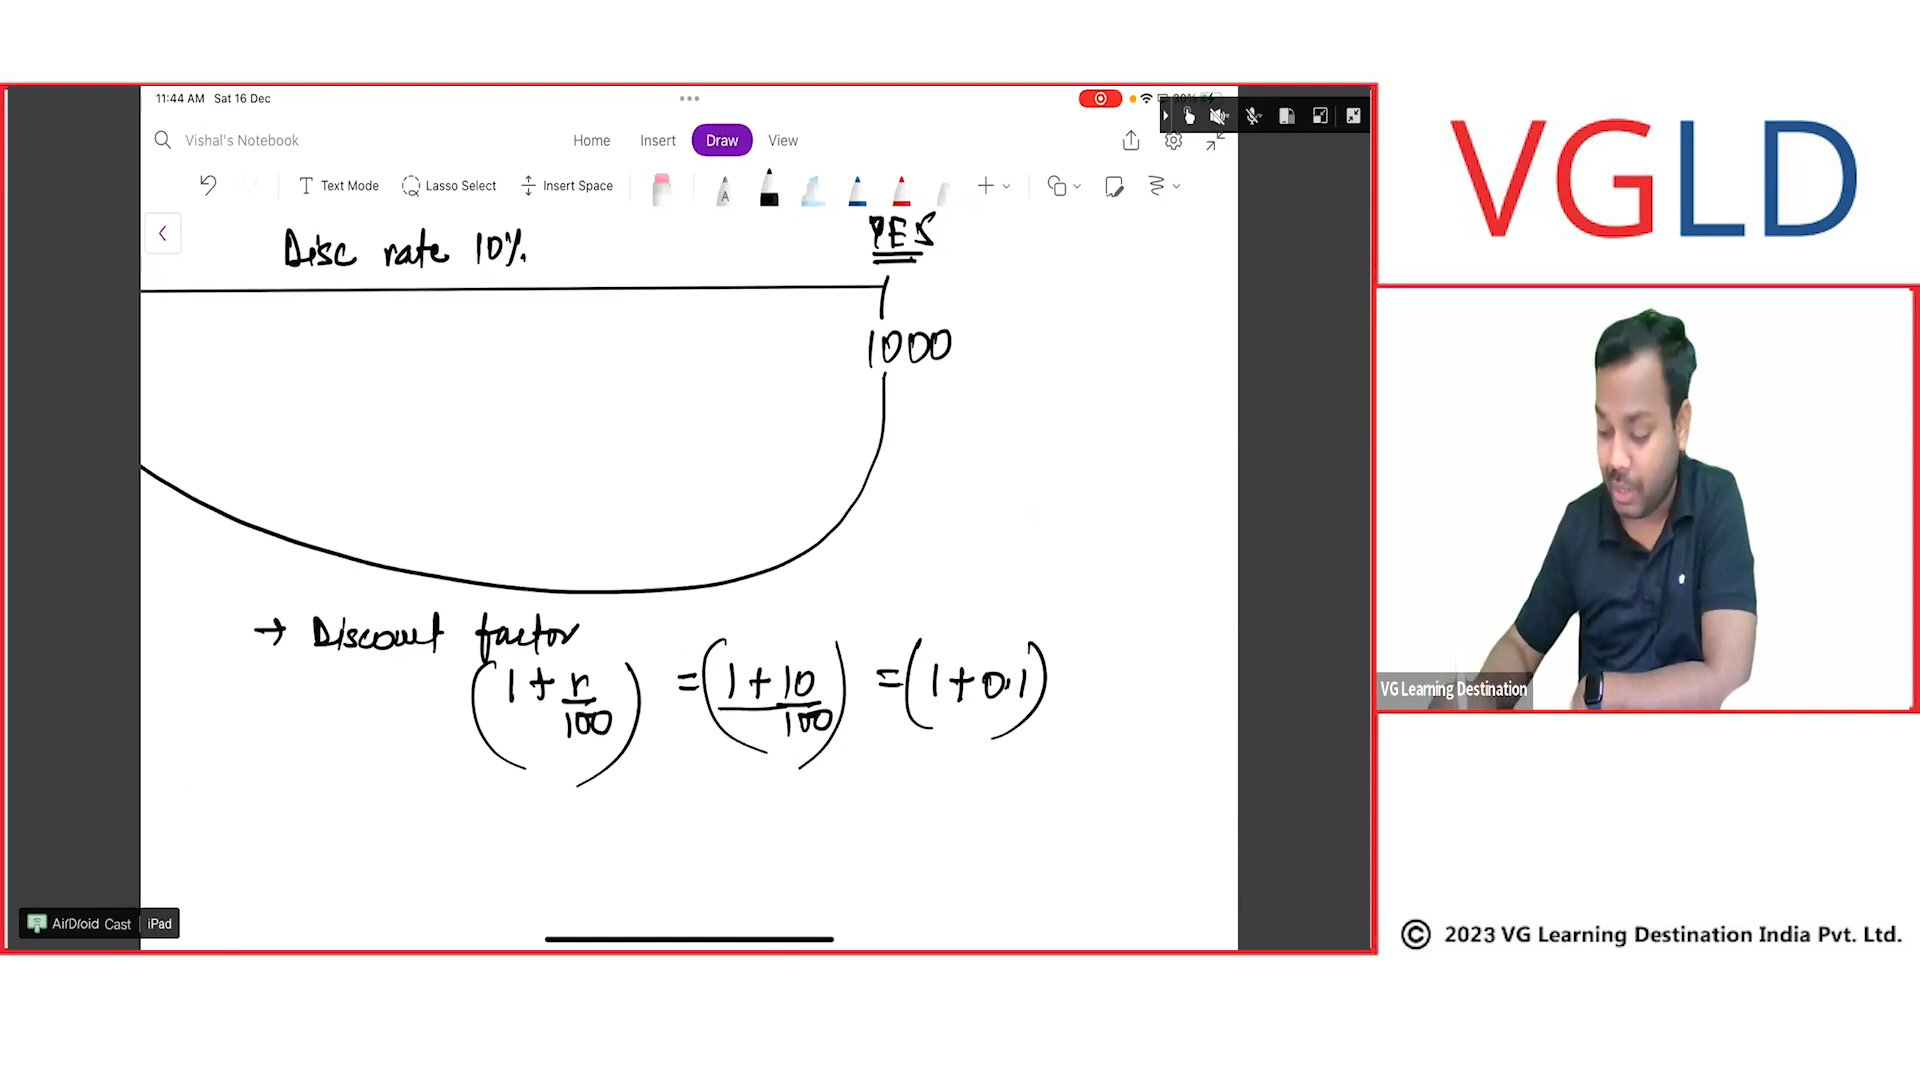 11:44 AM Sat 16 Dec
30%
Vishal's Notebook
Home Insert Draw View
Text Mode Lasso Select Insert Space
Disc rate 10%.
1000
→ Discount factor
(1 + r/100) = (1 + 10/100) = (1 + 0.1)
AirDroid Cast iPad
VGLD
VG Learning Destination
© 2023 VG Learning Destination India Pvt. Ltd.